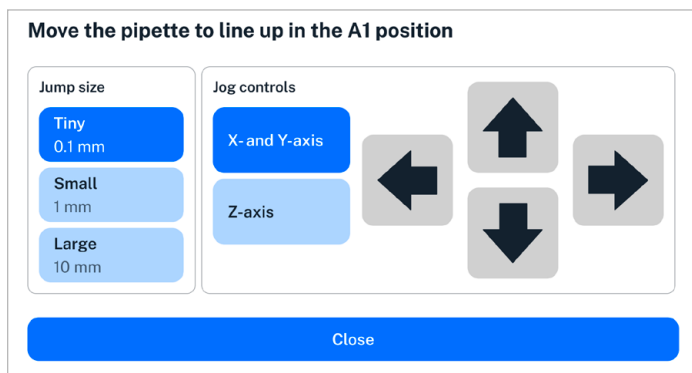 Move the pipette to line up in the A1 position
Jump size
Tiny
0.1 mm
Small
1 mm
Large
10 mm
Jog controls
X- and Y-axis
Z-axis
Close